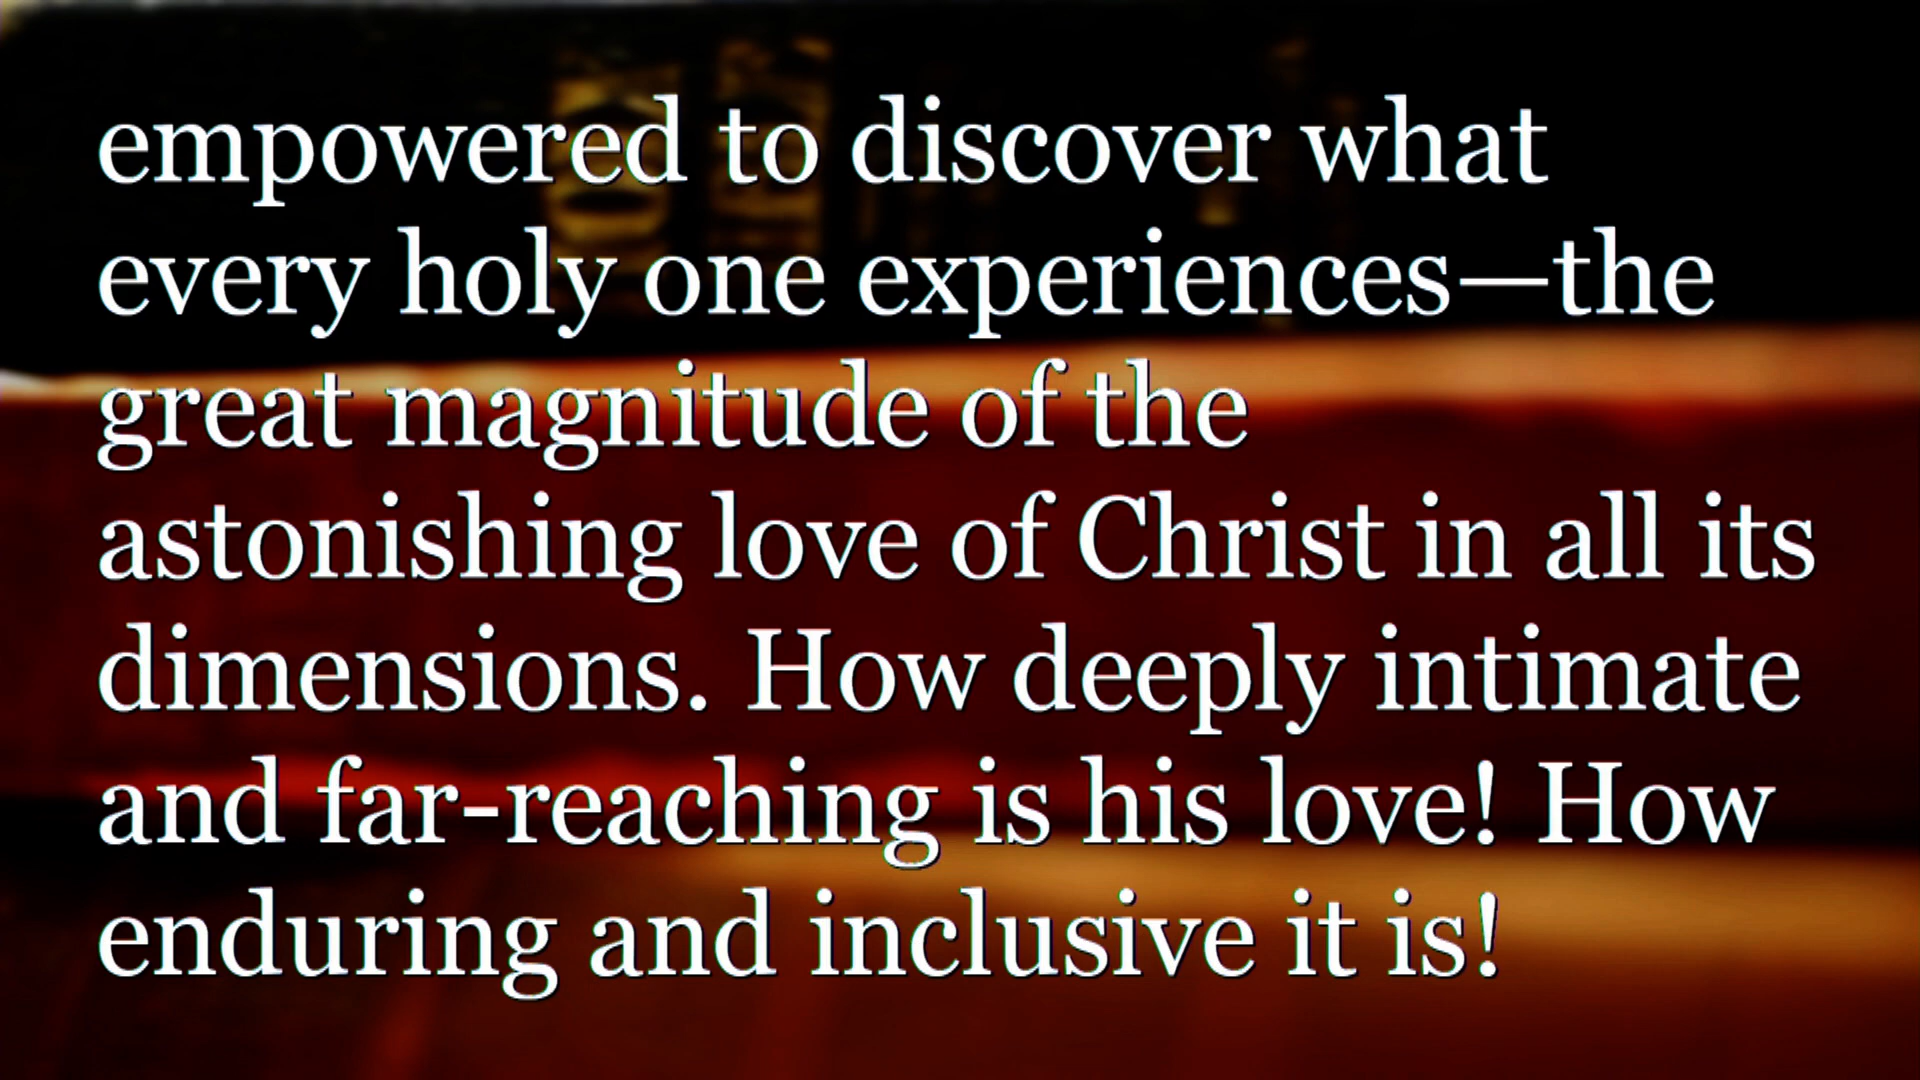 empowered to discover what
every holy one experiences—the
great magnitude of the
astonishing love of Christ in all its
dimensions. How deeply intimate
and far-reaching is his love! How
enduring and inclusive it is!